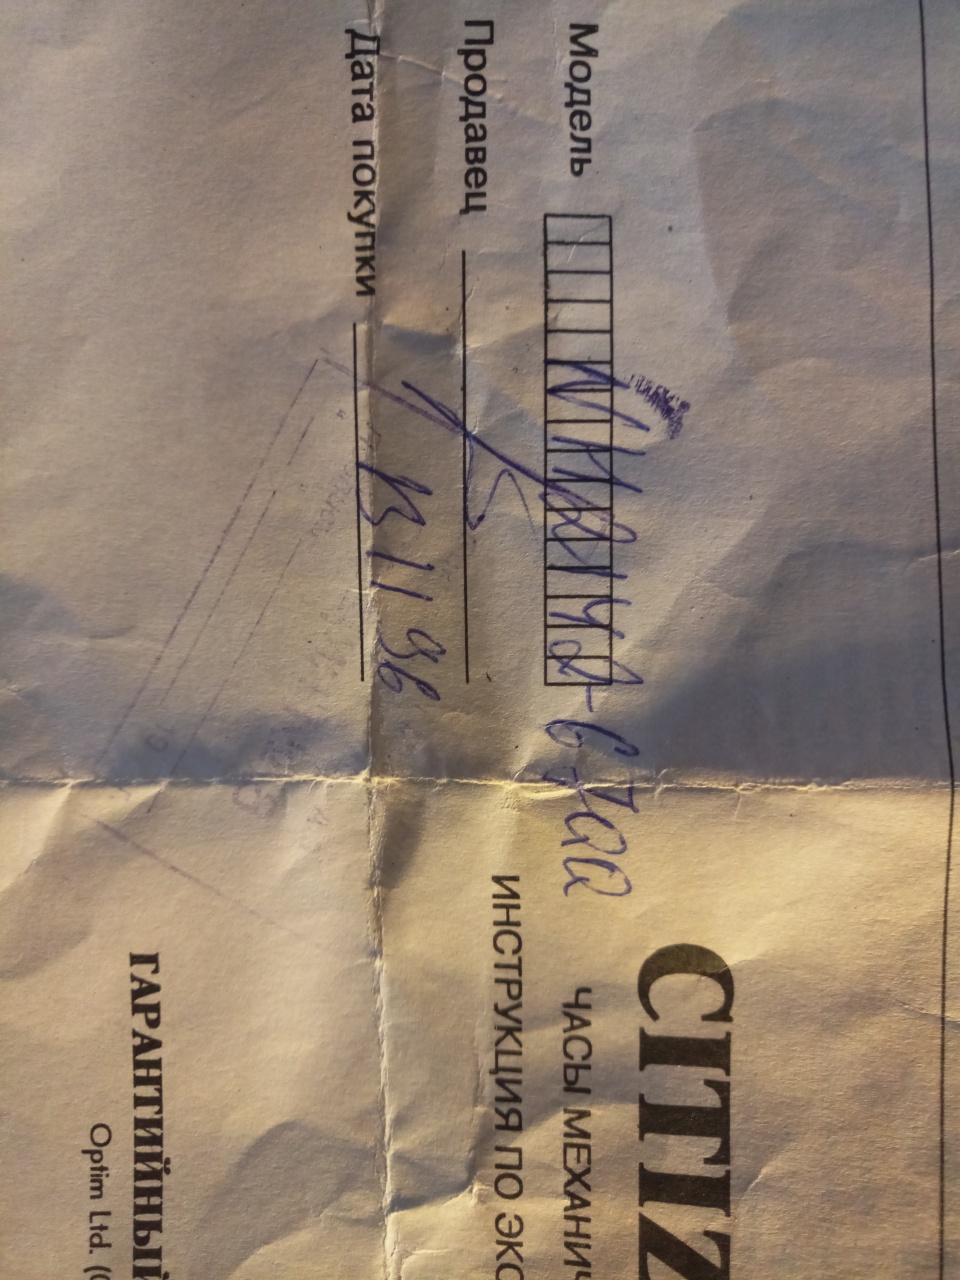 Модель
Продавец
Дата покупки 13 11 96
CITIZ
ЧАСЫ МЕХАНИЧ
ИНСТРУКЦИЯ ПО ЭКС
ГАРАНТИЙНЫЙ
Optim Ltd. (